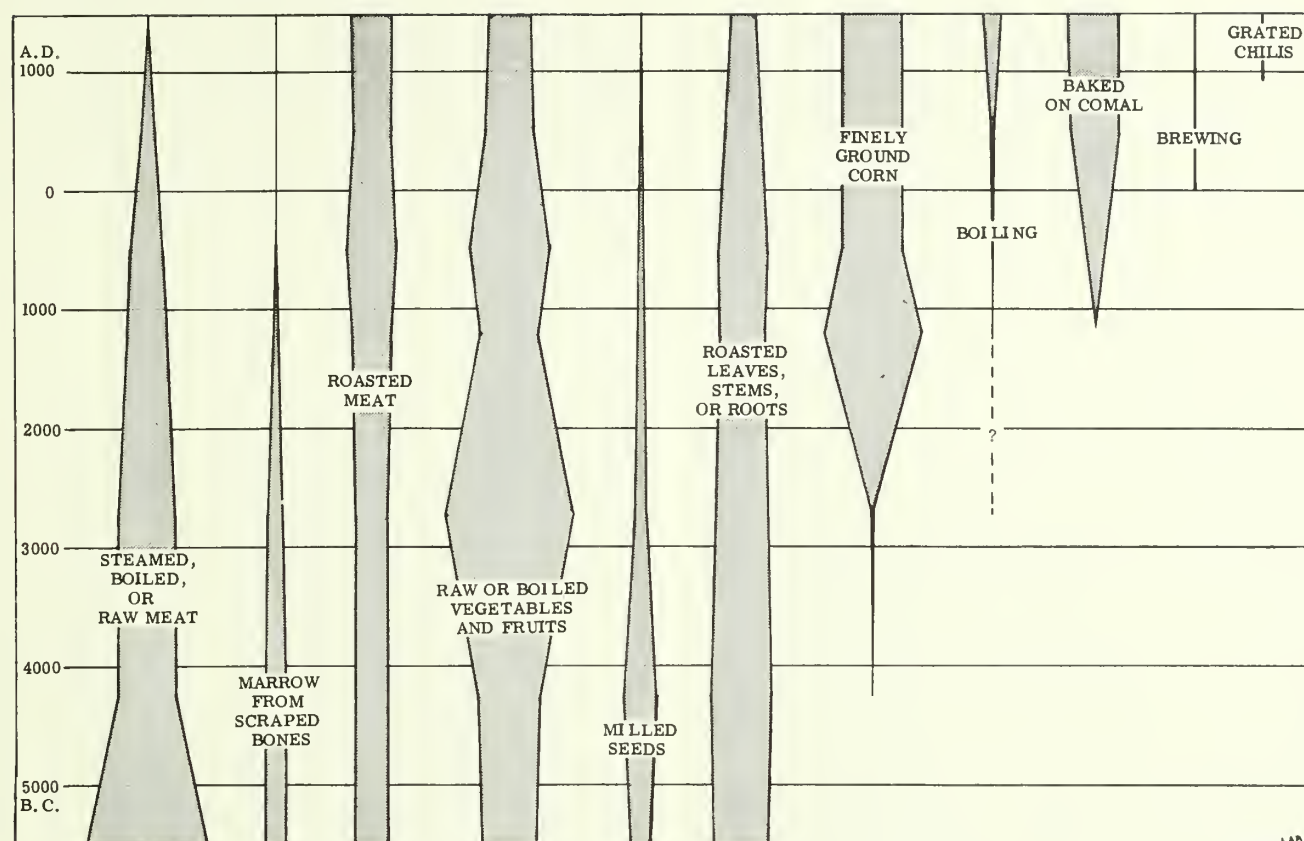 A.D.
1000
0
1000
2000
3000
4000
5000
B.C.
STEAMED,
BOILED,
OR
RAW MEAT
MARROW
FROM
SCRAPED
BONES
ROASTED
MEAT
RAW OR BOILED
VEGETABLES
AND FRUITS
MILLED
SEEDS
ROASTED
LEAVES,
STEMS,
OR ROOTS
FINELY
GROUND
CORN
BOILING
?
BAKED
ON COMAL
BREWING
GRATED
CHILIS